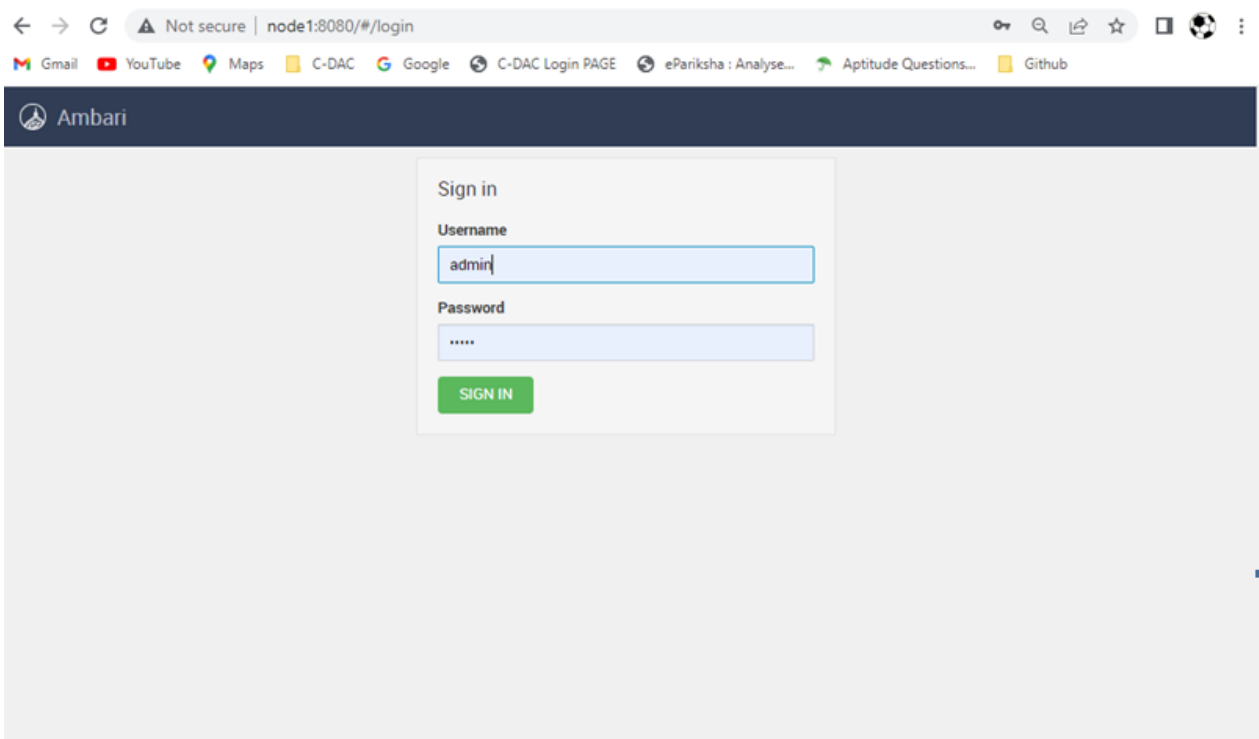 Not secure | node1:8080/#/login
Gmail YouTube Maps C-DAC Google C-DAC Login PAGE ePariksha : Analyse... Aptitude Questions... Github
Ambari
Sign in
Username
admin
Password
•••••
SIGN IN